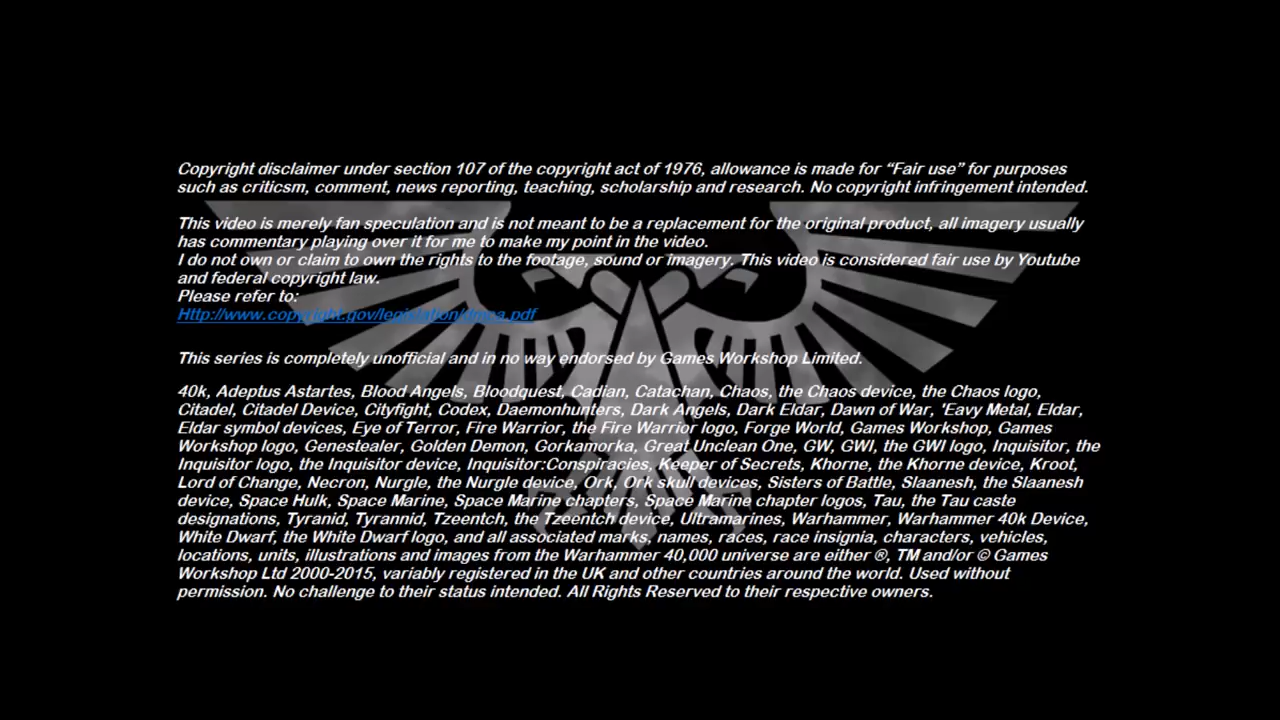 Copyright disclaimer under section 107 of the copyright act of 1976, allowance is made for “Fair use” for purposes
such as criticsm, comment, news reporting, teaching, scholarship and research. No copyright infringement intended.
This video is merely fan speculation and is not meant to be a replacement for the original product, all imagery usually
has commentary playing over it for me to make my point in the video.
I do not own or claim to own the rights to the footage, sound or imagery. This video is considered fair use by Youtube
and federal copyright law.
Please refer to:
Http://www.copyright.gov/legislation/dmca.pdf
This series is completely unofficial and in no way endorsed by Games Workshop Limited.
40k, Adeptus Astartes, Blood Angels, Bloodquest, Cadian, Catachan, Chaos, the Chaos device, the Chaos logo,
Citadel, Citadel Device, Cityfight, Codex, Daemonhunters, Dark Angels, Dark Eldar, Dawn of War, 'Eavy Metal, Eldar,
Eldar symbol devices, Eye of Terror, Fire Warrior, the Fire Warrior logo, Forge World, Games Workshop, Games
Workshop logo, Genestealer, Golden Demon, Gorkamorka, Great Unclean One, GW, GWI, the GWI logo, Inquisitor, the
Inquisitor logo, the Inquisitor device, Inquisitor:Conspiracies, Keeper of Secrets, Khorne, the Khorne device, Kroot,
Lord of Change, Necron, Nurgle, the Nurgle device, Ork, Ork skull devices, Sisters of Battle, Slaanesh, the Slaanesh
device, Space Hulk, Space Marine, Space Marine chapters, Space Marine chapter logos, Tau, the Tau caste
designations, Tyranid, Tyrannid, Tzeentch, the Tzeentch device, Ultramarines, Warhammer, Warhammer 40k Device,
White Dwarf, the White Dwarf logo, and all associated marks, names, races, race insignia, characters, vehicles,
locations, units, illustrations and images from the Warhammer 40,000 universe are either ®, TM and/or © Games
Workshop Ltd 2000-2015, variably registered in the UK and other countries around the world. Used without
permission. No challenge to their status intended. All Rights Reserved to their respective owners.